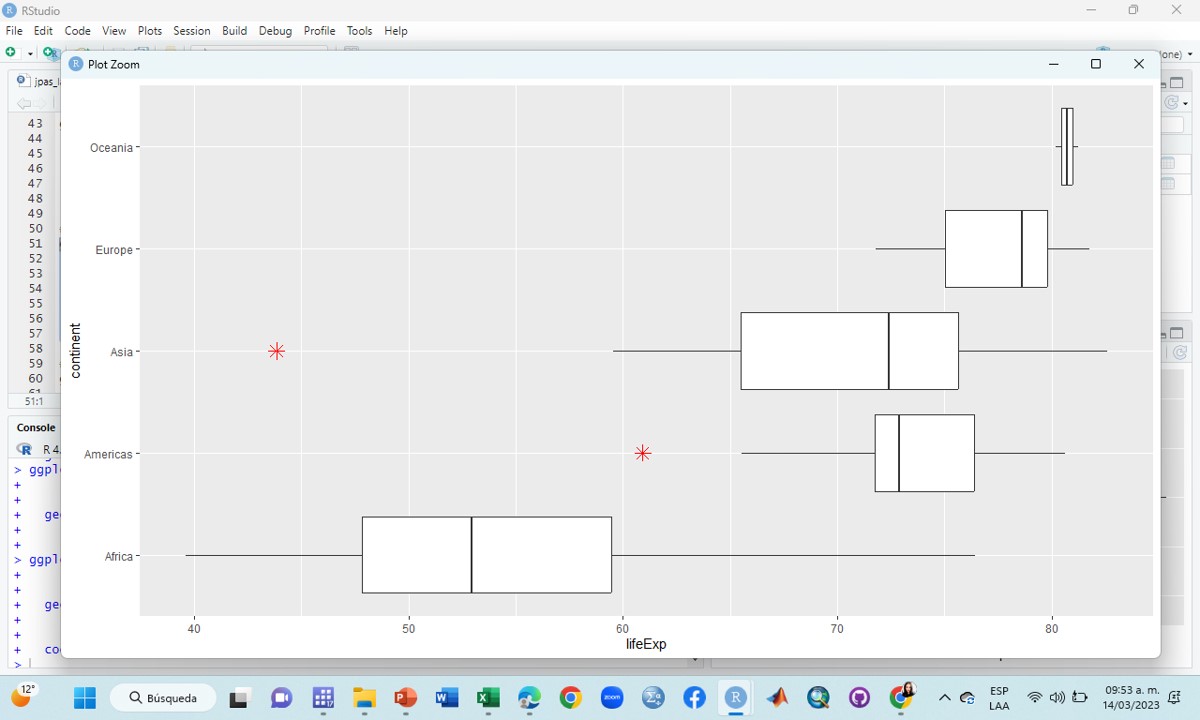 RStudio
File Edit Code View Plots Session Build Debug Profile Tools Help
Plot Zoom
43
44
45
46
47
48
49
50
51
52
53
54
55
56
57
58
59
60
51:1
Console
R 4.
> ggpl
+
+
+ ge
+
+
> ggpl
+
+
+ ge
+
+
+ co
>
continent
Oceania
Europe
Asia
Americas
Africa
40 50 60 70 80
lifeExp
12°
Búsqueda
zoom
ESP
LAA
09:53 a. m.
14/03/2023